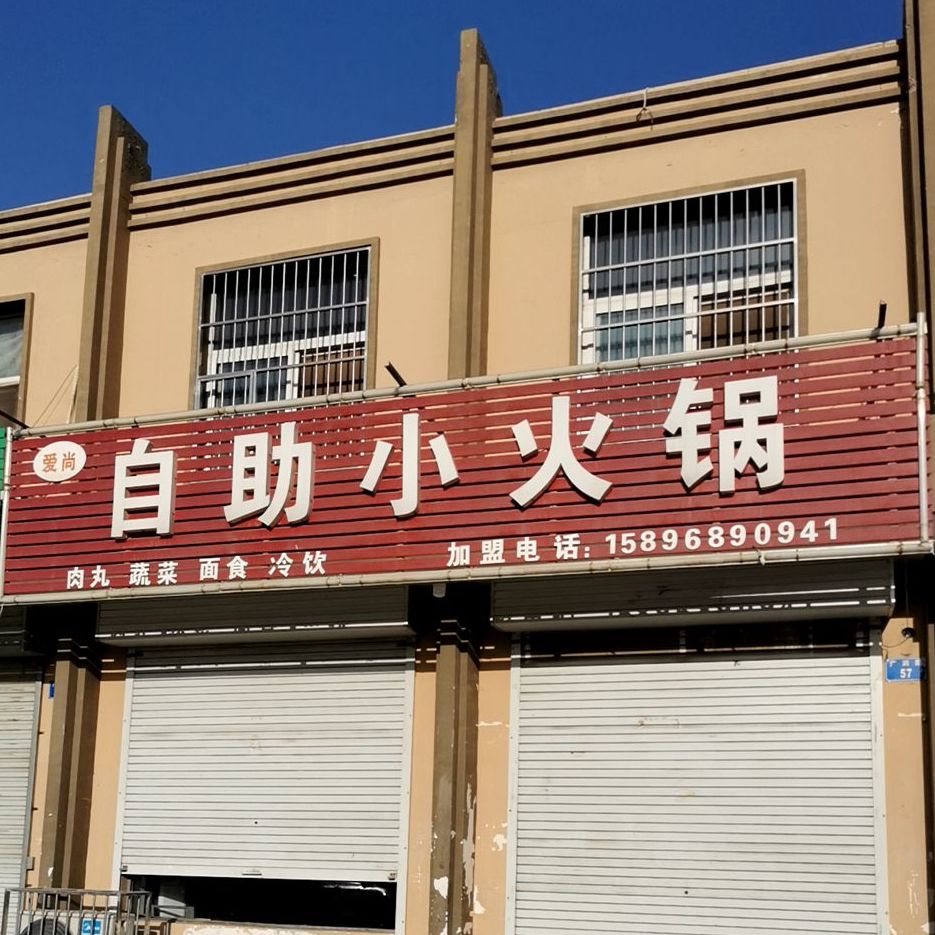 爱尚
自助小火锅
肉丸 蔬菜 面食 冷饮
加盟电话:15896890941
57